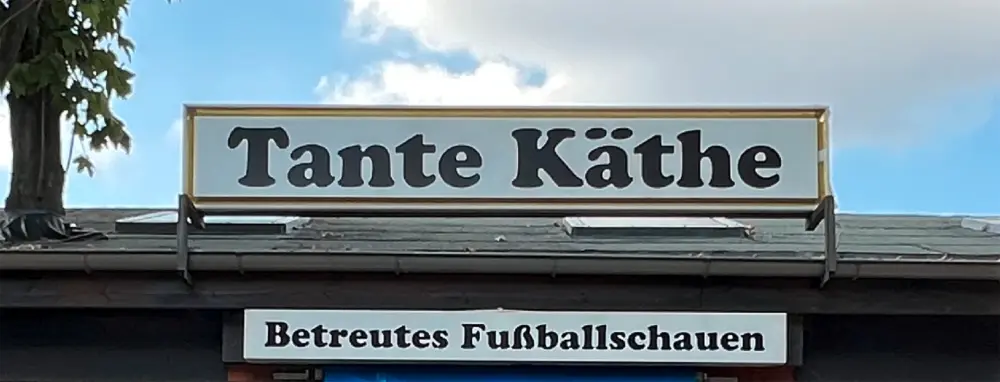 Tante Käthe
Betreutes Fußballschauen